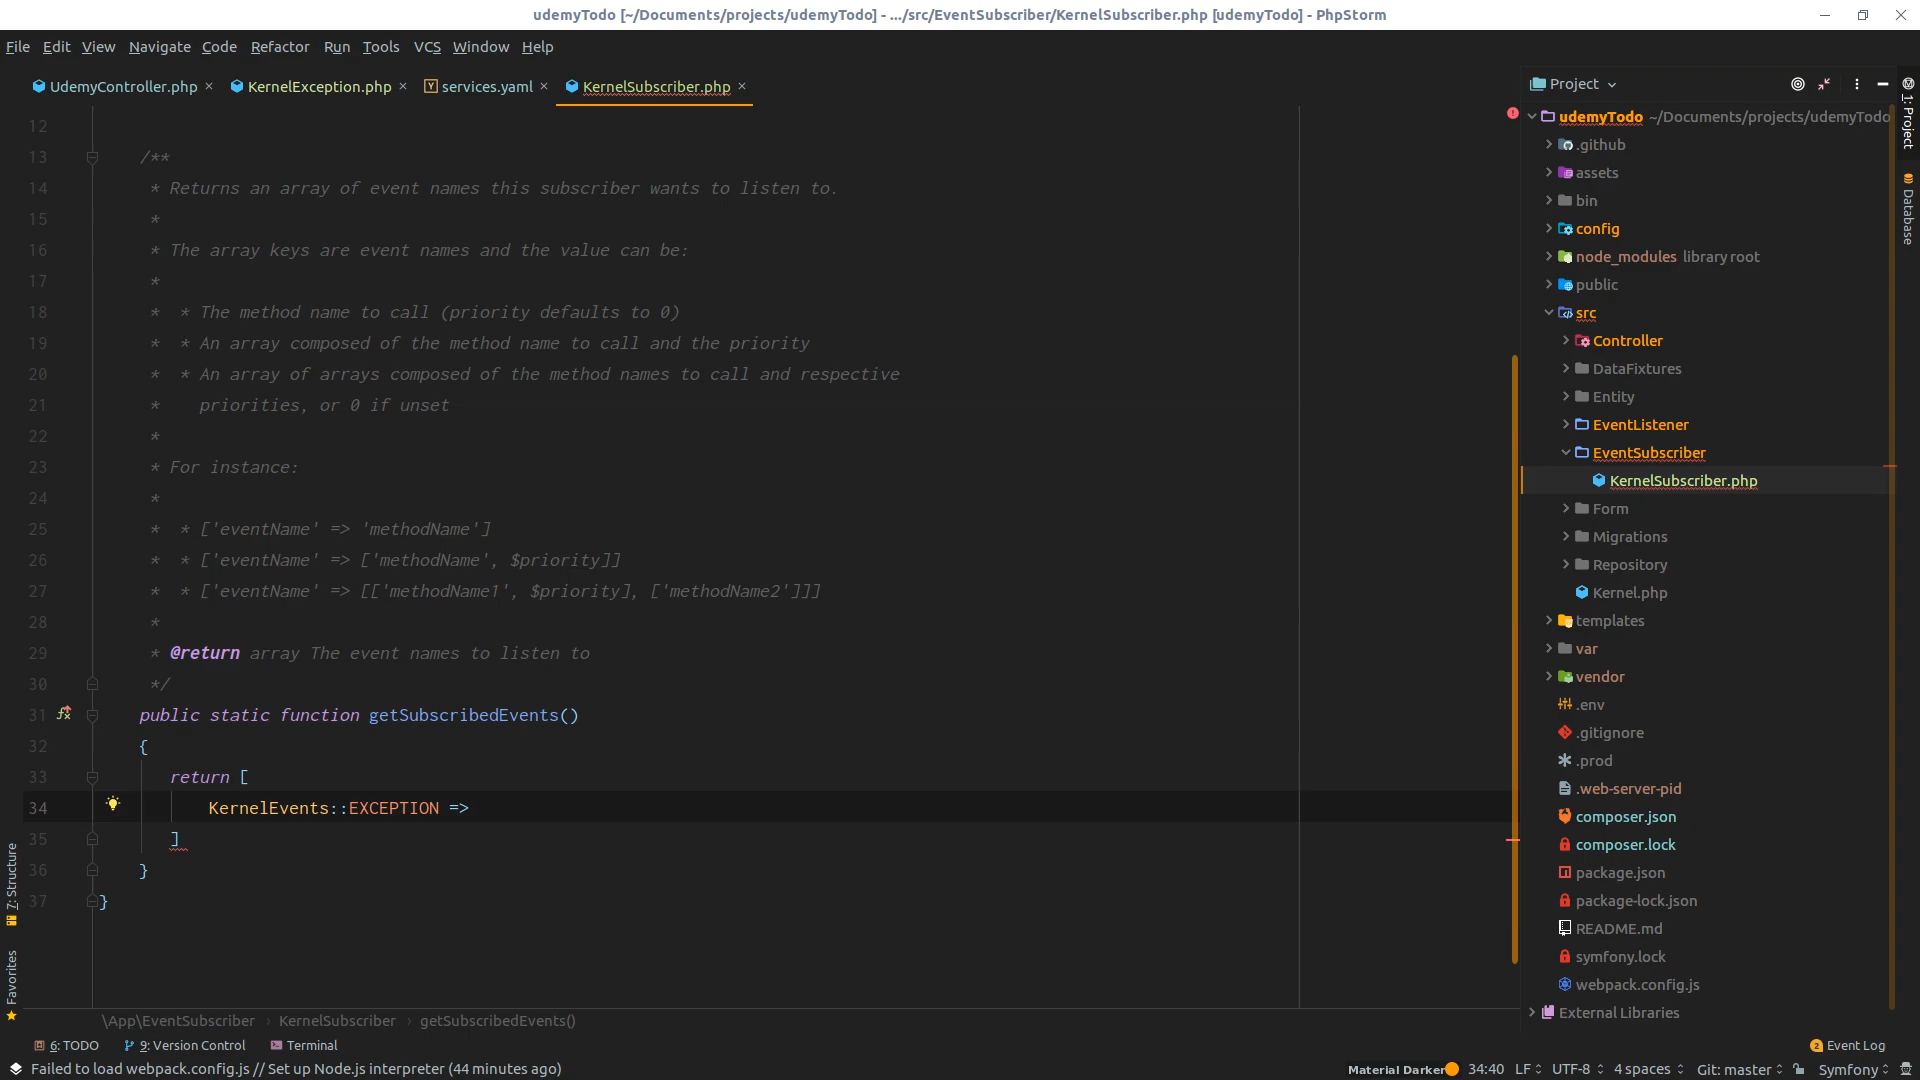 udemyTodo [~/Documents/projects/udemyTodo] - .../src/EventSubscriber/KernelSubscriber.php [udemyTodo] - PhpStorm
File Edit View Navigate Code Refactor Run Tools VCS Window Help
UdemyController.php KernelException.php services.yaml KernelSubscriber.php
12
13 /**
14 * Returns an array of event names this subscriber wants to listen to.
15 *
16 * The array keys are event names and the value can be:
17 *
18 * * The method name to call (priority defaults to 0)
19 * * An array composed of the method name to call and the priority
20 * * An array of arrays composed of the method names to call and respective
21 * priorities, or 0 if unset
22 *
23 * For instance:
24 *
25 * * ['eventName' => 'methodName']
26 * * ['eventName' => ['methodName', $priority]]
27 * * ['eventName' => [['methodName1', $priority], ['methodName2']]]
28 *
29 * @return array The event names to listen to
30 */
31 public static function getSubscribedEvents()
32 {
33 return [
34 KernelEvents::EXCEPTION =>
35 ]
36 }
37 }
\App\EventSubscriber › KernelSubscriber › getSubscribedEvents()
Project
udemyTodo ~/Documents/projects/udemyTodo
.github
assets
bin
config
node_modules library root
public
src
Controller
DataFixtures
Entity
EventListener
EventSubscriber
KernelSubscriber.php
Form
Migrations
Repository
Kernel.php
templates
var
vendor
.env
.gitignore
.prod
.web-server-pid
composer.json
composer.lock
package.json
package-lock.json
README.md
symfony.lock
webpack.config.js
External Libraries
1: Project
Database
7: Structure
Favorites
6: TODO 9: Version Control Terminal 2 Event Log
Failed to load webpack.config.js // Set up Node.js interpreter (44 minutes ago) Material Darker 34:40 LF UTF-8 4 spaces Git: master Symfony